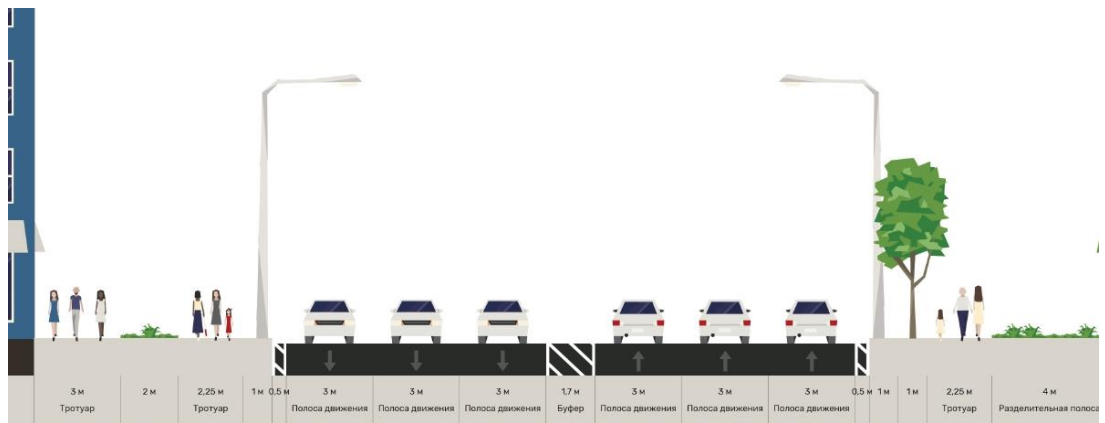 3 м 2 м 2,25 м 1 м 0,5 м 3 м 3 м 3 м 1,7 м 3 м 3 м 3 м 0,5 м 1 м 1 м 2,25 м 4 м
Тротуар Тротуар Полоса движения Полоса движения Полоса движения Буфер Полоса движения Полоса движения Полоса движения Тротуар Разделительная полоса